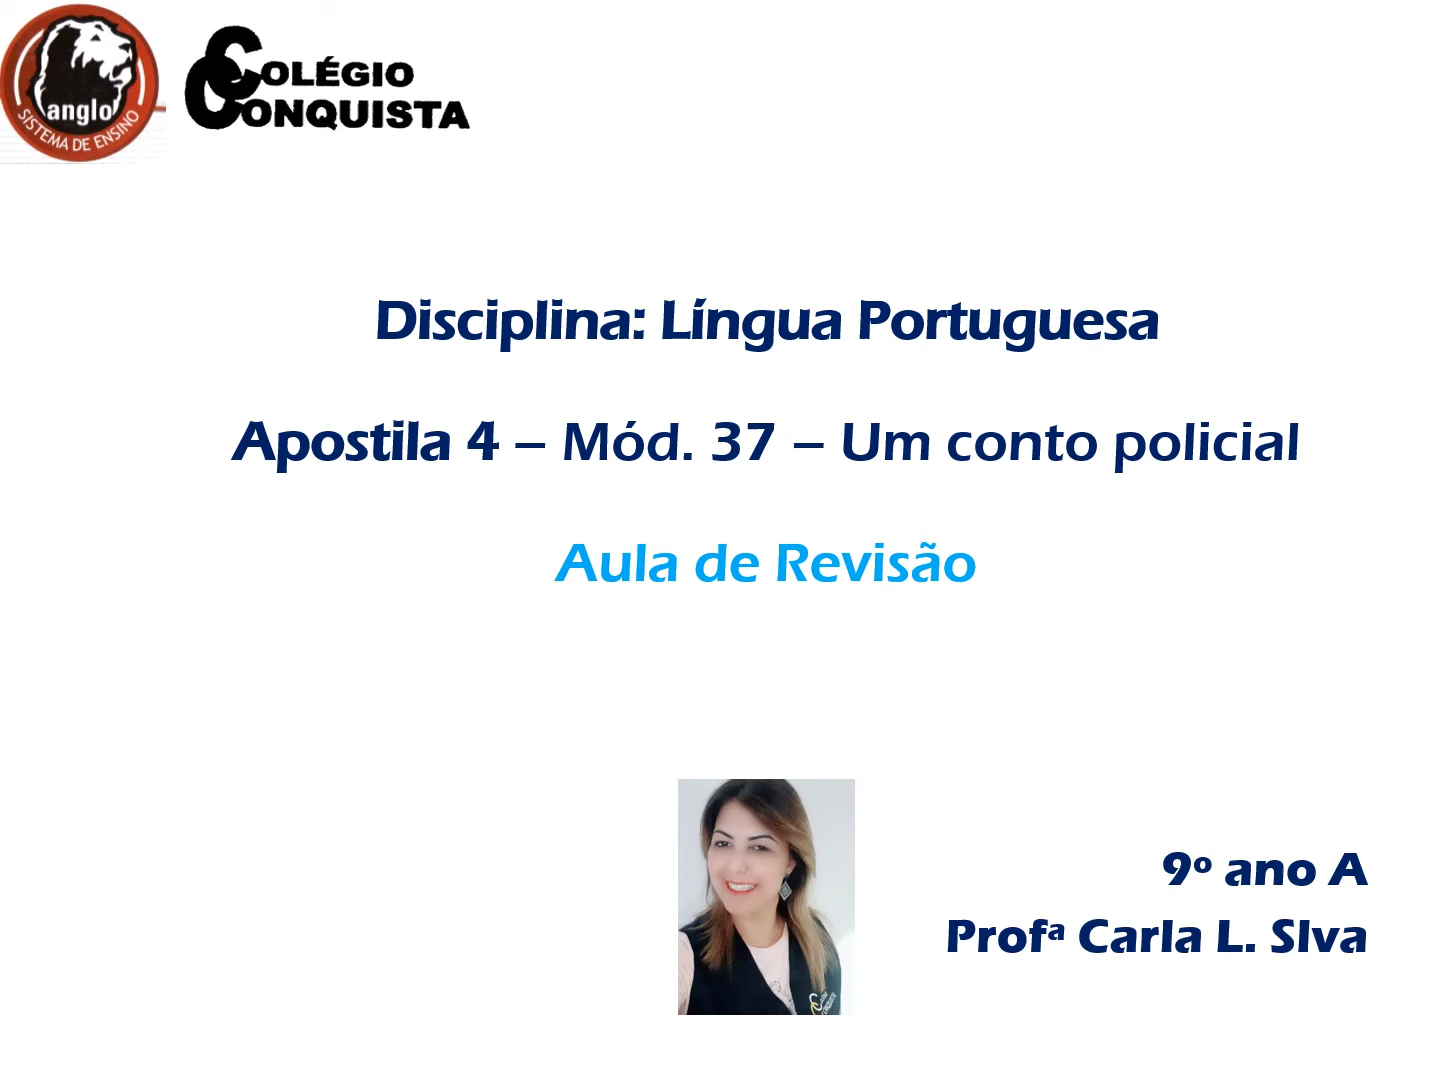 anglo
SISTEMA DE ENSINO
COLÉGIO
CONQUISTA
Disciplina: Língua Portuguesa
Apostila 4 – Mód. 37 – Um conto policial
Aula de Revisão
9º ano A
Profª Carla L. Slva
CONQUISTA